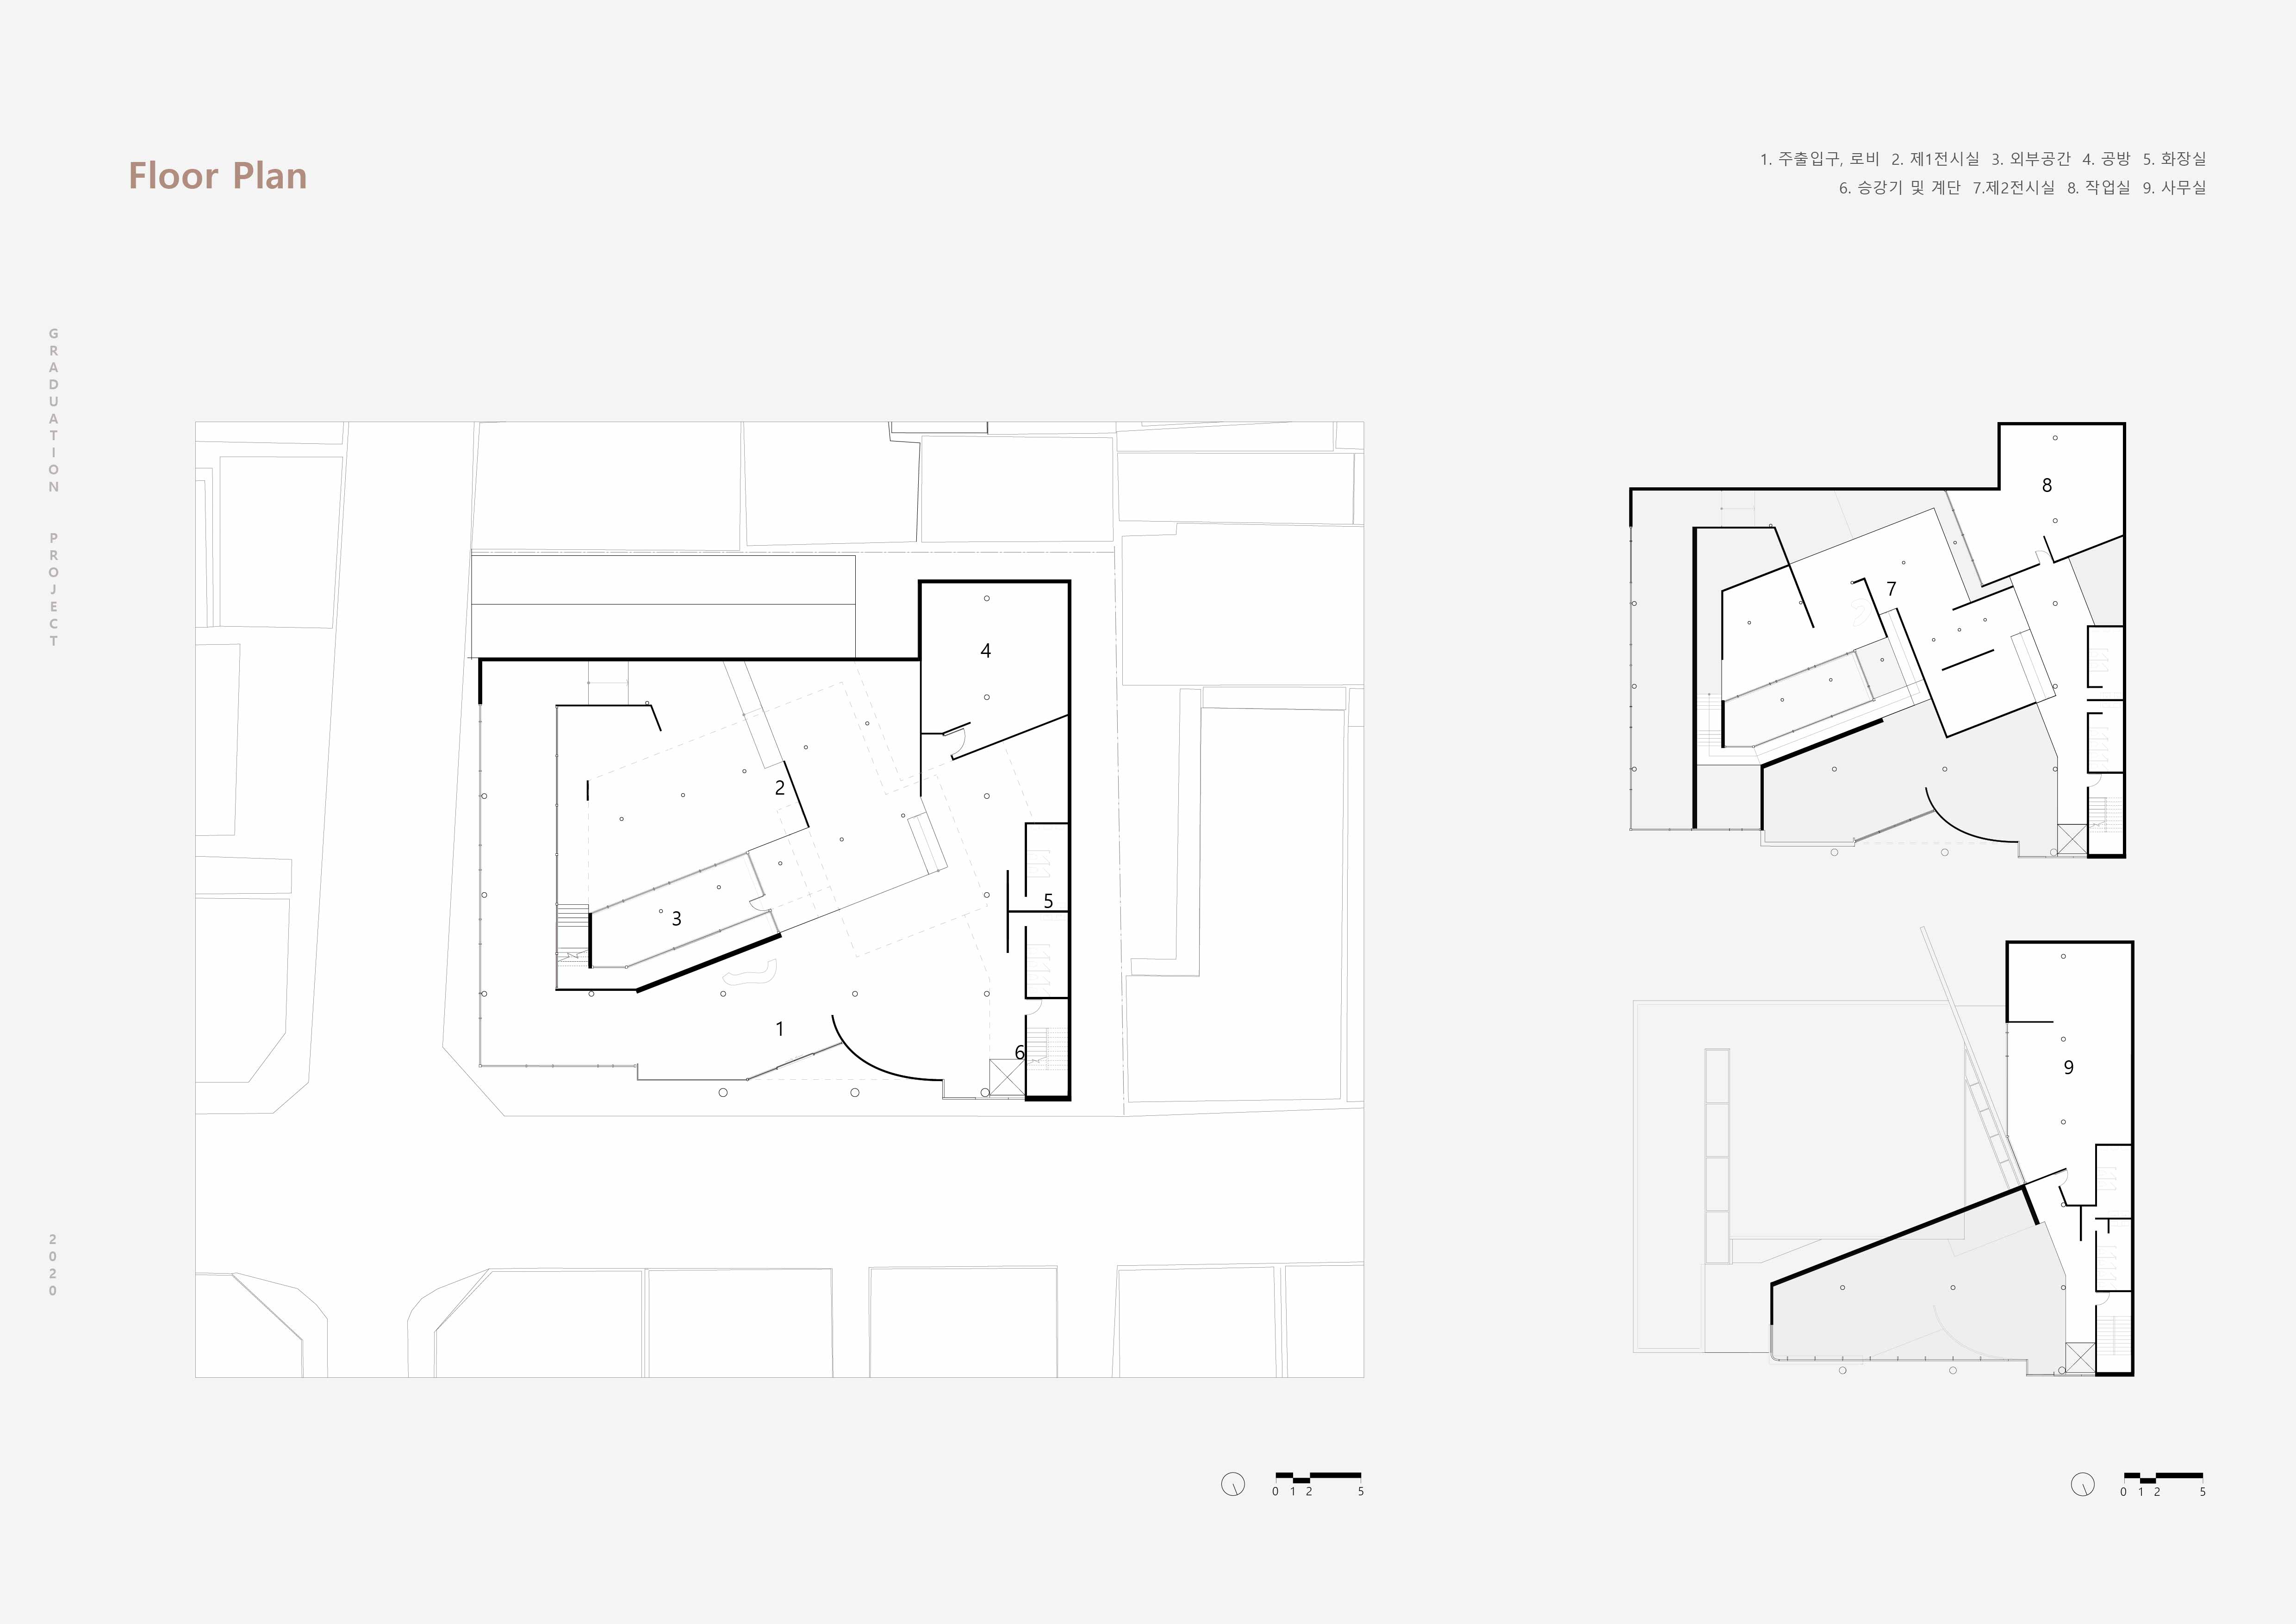 Floor Plan
1. 주출입구, 로비 2. 제1전시실 3. 외부공간 4. 공방 5. 화장실
6. 승강기 및 계단 7.제2전시실 8. 작업실 9. 사무실
GRADUATION PROJECT
2020
4
2
3
5
1
6
8
7
9
0 1 2 5
0 1 2 5